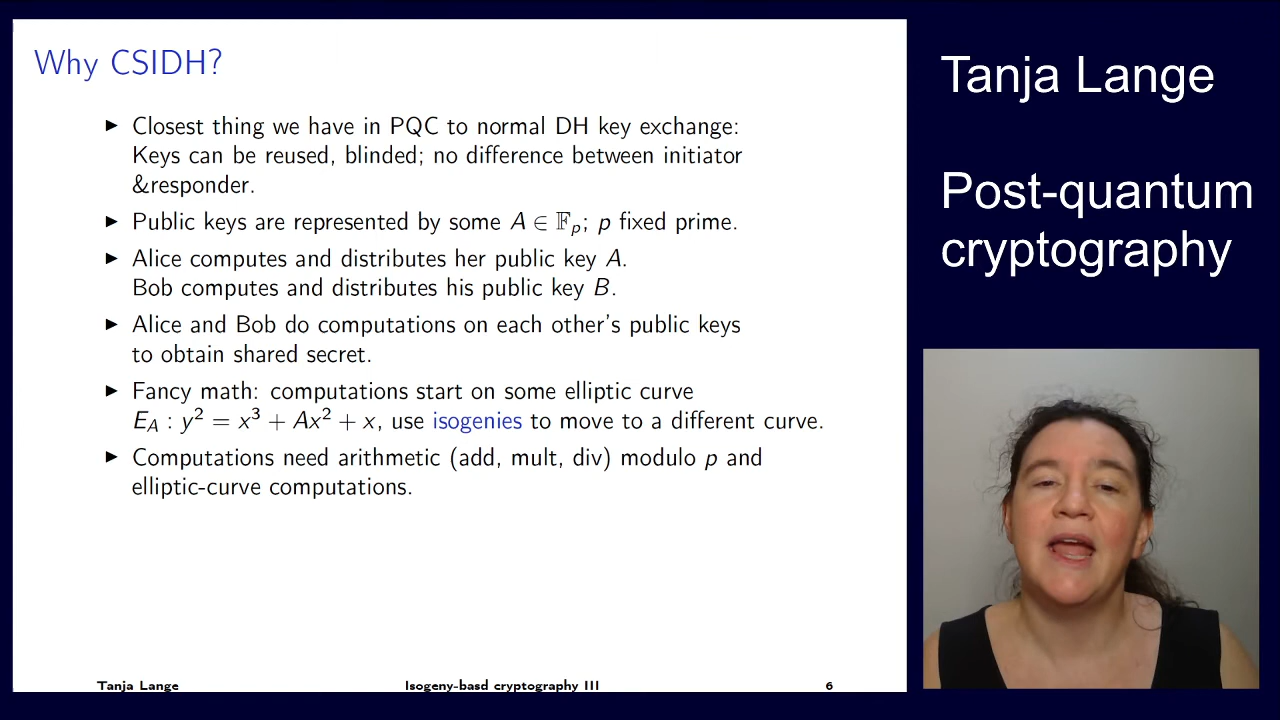 Why CSIDH?
▶ Closest thing we have in PQC to normal DH key exchange:
Keys can be reused, blinded; no difference between initiator
&responder.
▶ Public keys are represented by some A ∈ 𝔽ₚ; p fixed prime.
▶ Alice computes and distributes her public key A.
Bob computes and distributes his public key B.
▶ Alice and Bob do computations on each other's public keys
to obtain shared secret.
▶ Fancy math: computations start on some elliptic curve
E_A : y² = x³ + Ax² + x, use isogenies to move to a different curve.
▶ Computations need arithmetic (add, mult, div) modulo p and
elliptic-curve computations.
Tanja Lange
Isogeny-basd cryptography III
6
Tanja Lange
Post-quantum
cryptography